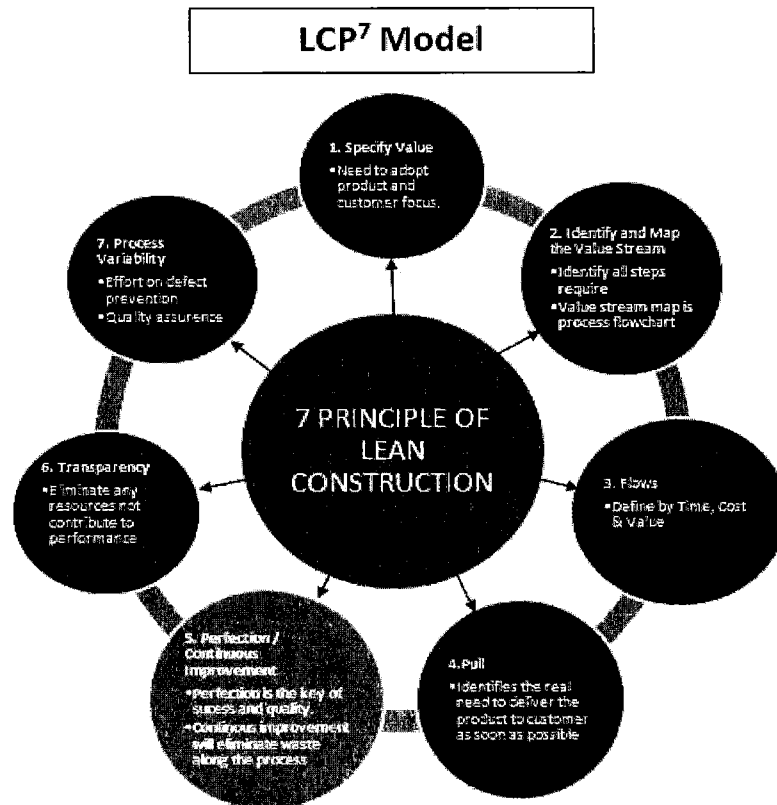 LCP⁷ Model
1. Specify Value
▪Need to adopt
product and
customer focus.
2. Identify and Map
the Value Stream
▪Identify all steps
require
▪Value stream map is
process flowchart
3. Flows
▪Define by Time, Cost
& Value
4.Pull
▪Identifies the real
need to deliver the
product to customer
as soon as possible
5. Perfection /
Continuous
Improvement
▪Perfection is the key of
sucess and quality.
▪Continous improvement
will eliminate waste
along the process
6. Transparency
▪Eliminate any
resources not
contribute to
performance
7. Process
Variability
▪Effort on defect
prevention
▪Quality assurence
7 PRINCIPLE OF
LEAN
CONSTRUCTION